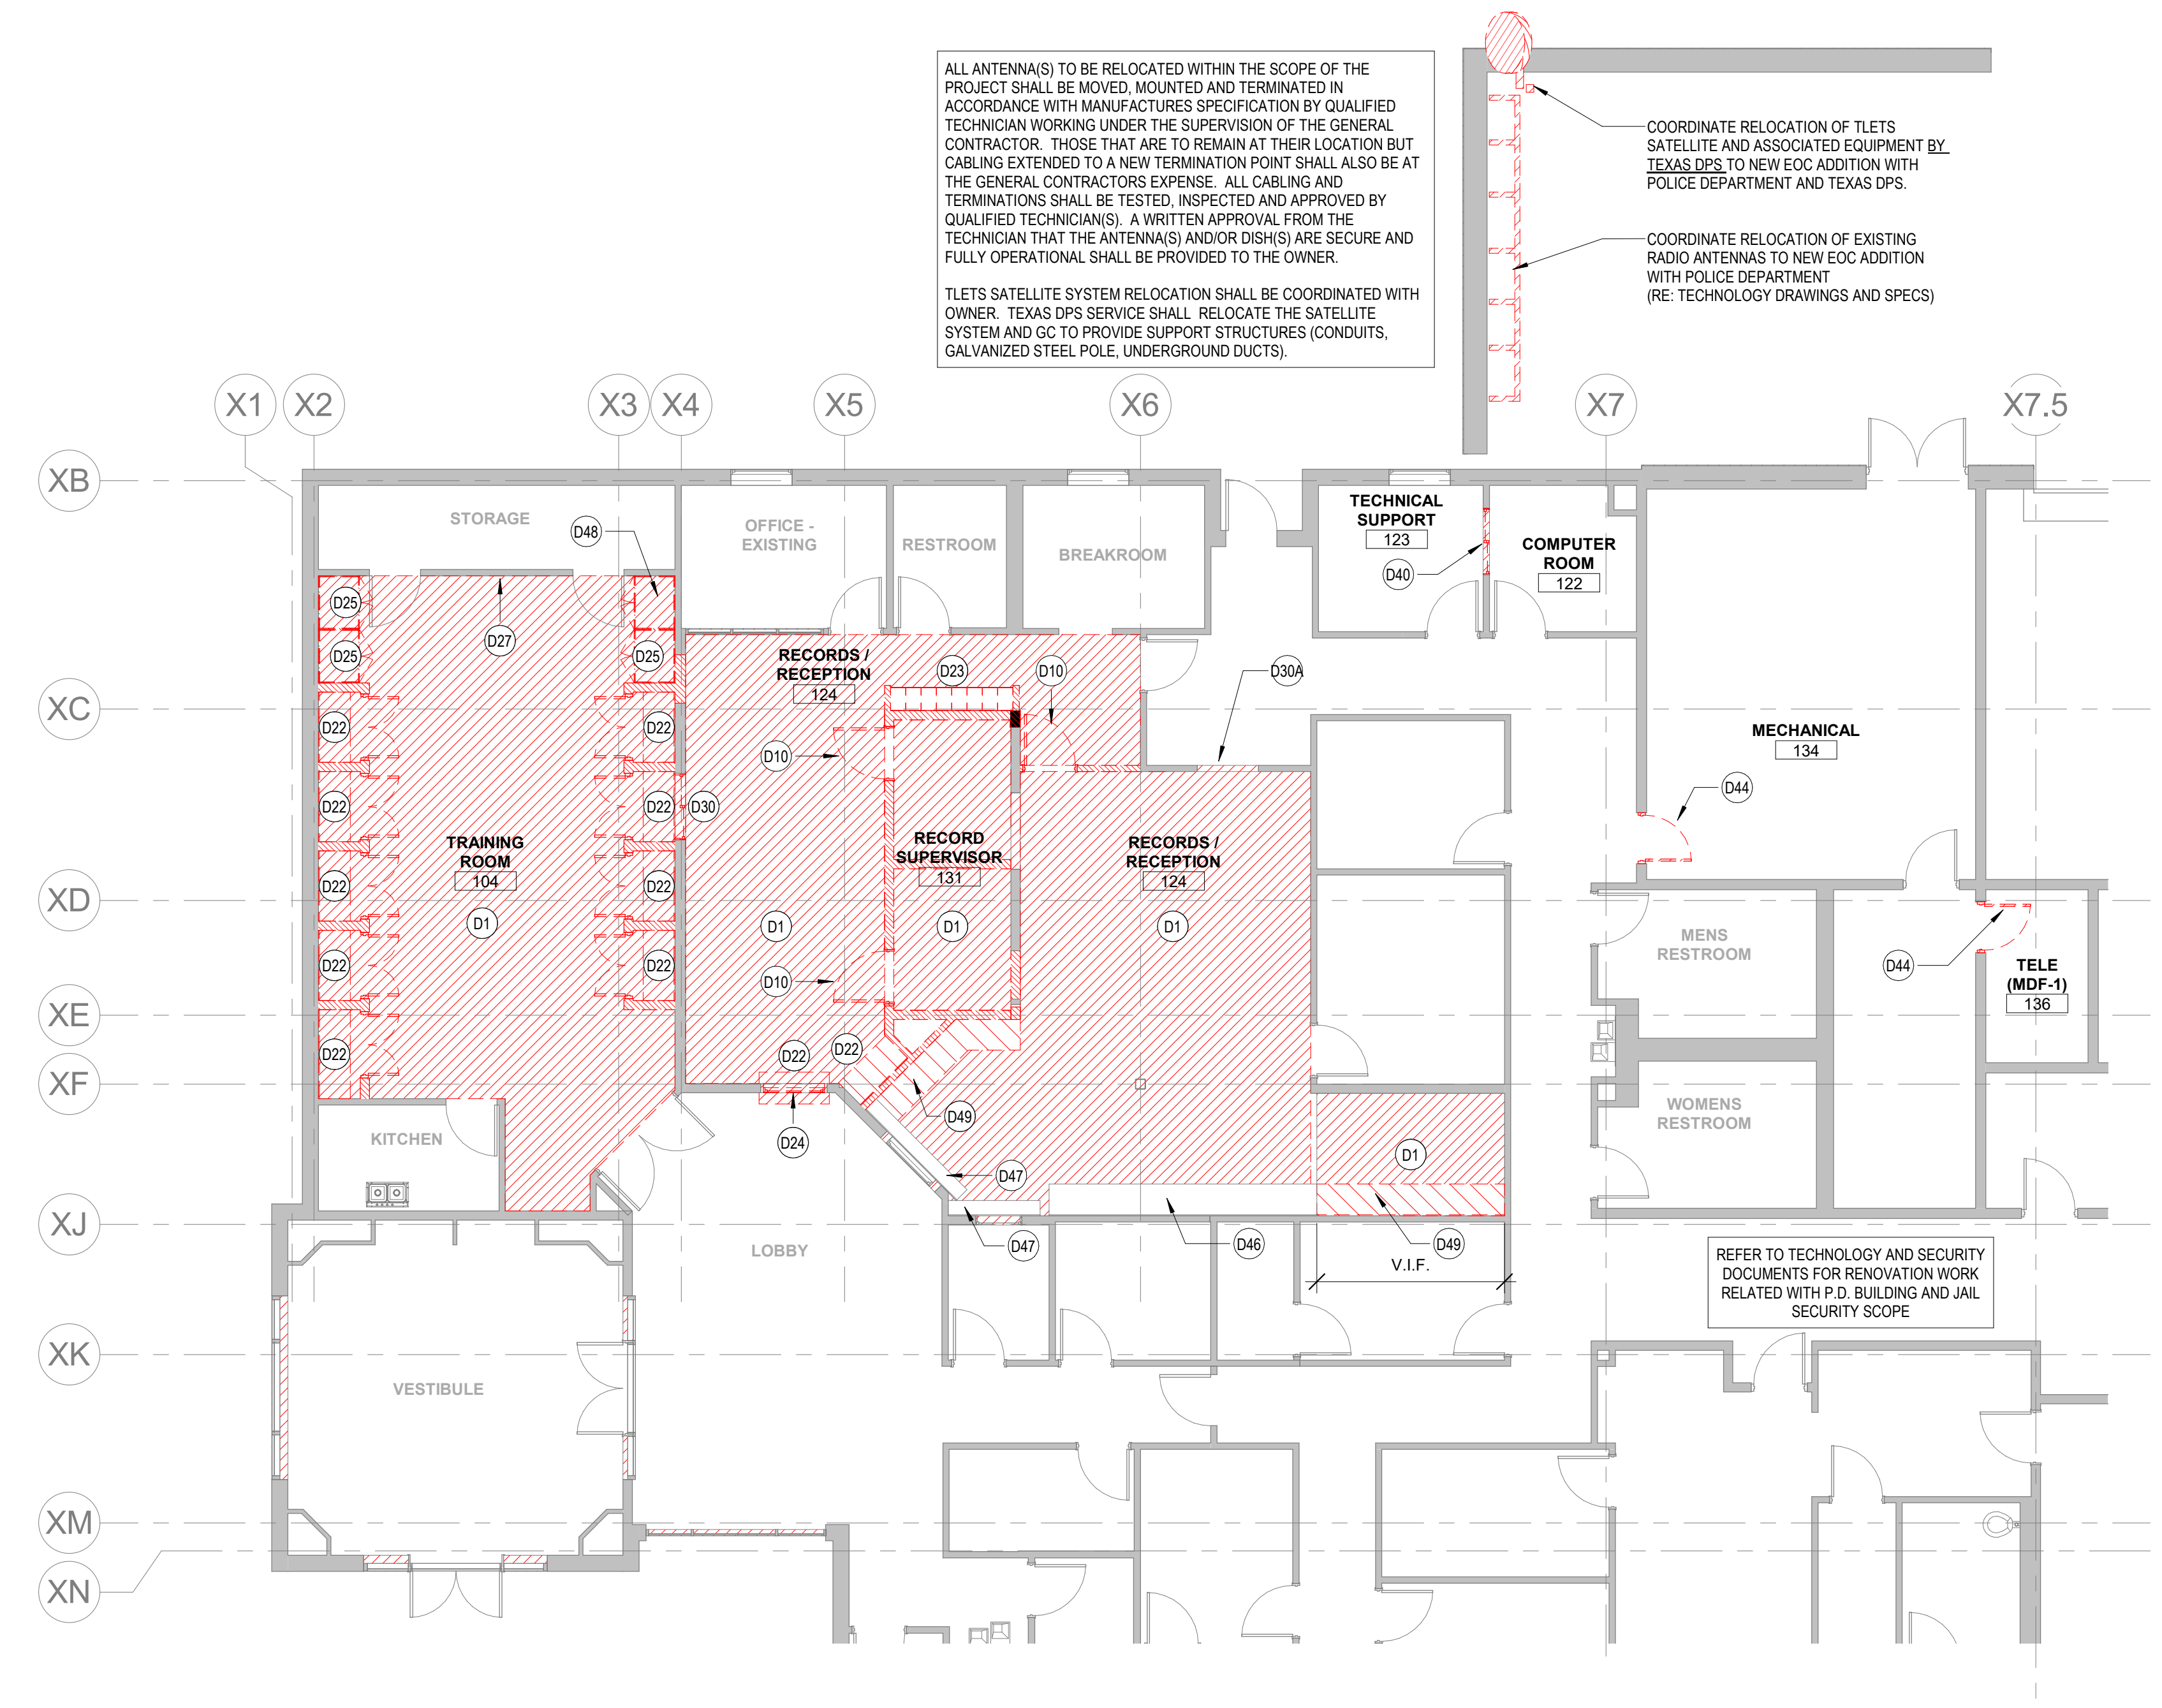 ALL ANTENNA(S) TO BE RELOCATED WITHIN THE SCOPE OF THE
PROJECT SHALL BE MOVED, MOUNTED AND TERMINATED IN
ACCORDANCE WITH MANUFACTURES SPECIFICATION BY QUALIFIED
TECHNICIAN WORKING UNDER THE SUPERVISION OF THE GENERAL
CONTRACTOR. THOSE THAT ARE TO REMAIN AT THEIR LOCATION BUT
CABLING EXTENDED TO A NEW TERMINATION POINT SHALL ALSO BE AT
THE GENERAL CONTRACTORS EXPENSE. ALL CABLING AND
TERMINATIONS SHALL BE TESTED, INSPECTED AND APPROVED BY
QUALIFIED TECHNICIAN(S). A WRITTEN APPROVAL FROM THE
TECHNICIAN THAT THE ANTENNA(S) AND/OR DISH(S) ARE SECURE AND
FULLY OPERATIONAL SHALL BE PROVIDED TO THE OWNER.
TLETS SATELLITE SYSTEM RELOCATION SHALL BE COORDINATED WITH
OWNER. TEXAS DPS SERVICE SHALL RELOCATE THE SATELLITE
SYSTEM AND GC TO PROVIDE SUPPORT STRUCTURES (CONDUITS,
GALVANIZED STEEL POLE, UNDERGROUND DUCTS).
COORDINATE RELOCATION OF TLETS
SATELLITE AND ASSOCIATED EQUIPMENT BY
TEXAS DPS TO NEW EOC ADDITION WITH
POLICE DEPARTMENT AND TEXAS DPS.
COORDINATE RELOCATION OF EXISTING
RADIO ANTENNAS TO NEW EOC ADDITION
WITH POLICE DEPARTMENT
(RE: TECHNOLOGY DRAWINGS AND SPECS)
X1
X2
X3
X4
X5
X6
X7
X7.5
XB
XC
XD
XE
XF
XJ
XK
XM
XN
STORAGE
D48
OFFICE -
EXISTING
RESTROOM
BREAKROOM
TECHNICAL
SUPPORT
123
D40
COMPUTER
ROOM
122
D25
D25
D27
D25
RECORDS /
RECEPTION
124
D23
D10
D30A
D22
D22
D10
MECHANICAL
134
D44
D22
D22
D30
TRAINING
ROOM
104
D1
RECORD
SUPERVISOR
131
RECORDS /
RECEPTION
124
D22
D22
D1
D1
D1
D22
D22
D10
MENS
RESTROOM
D44
TELE
(MDF-1)
136
D22
D22
D22
D49
D24
KITCHEN
WOMENS
RESTROOM
D1
D47
D47
D46
D49
V.I.F.
LOBBY
REFER TO TECHNOLOGY AND SECURITY
DOCUMENTS FOR RENOVATION WORK
RELATED WITH P.D. BUILDING AND JAIL
SECURITY SCOPE
VESTIBULE